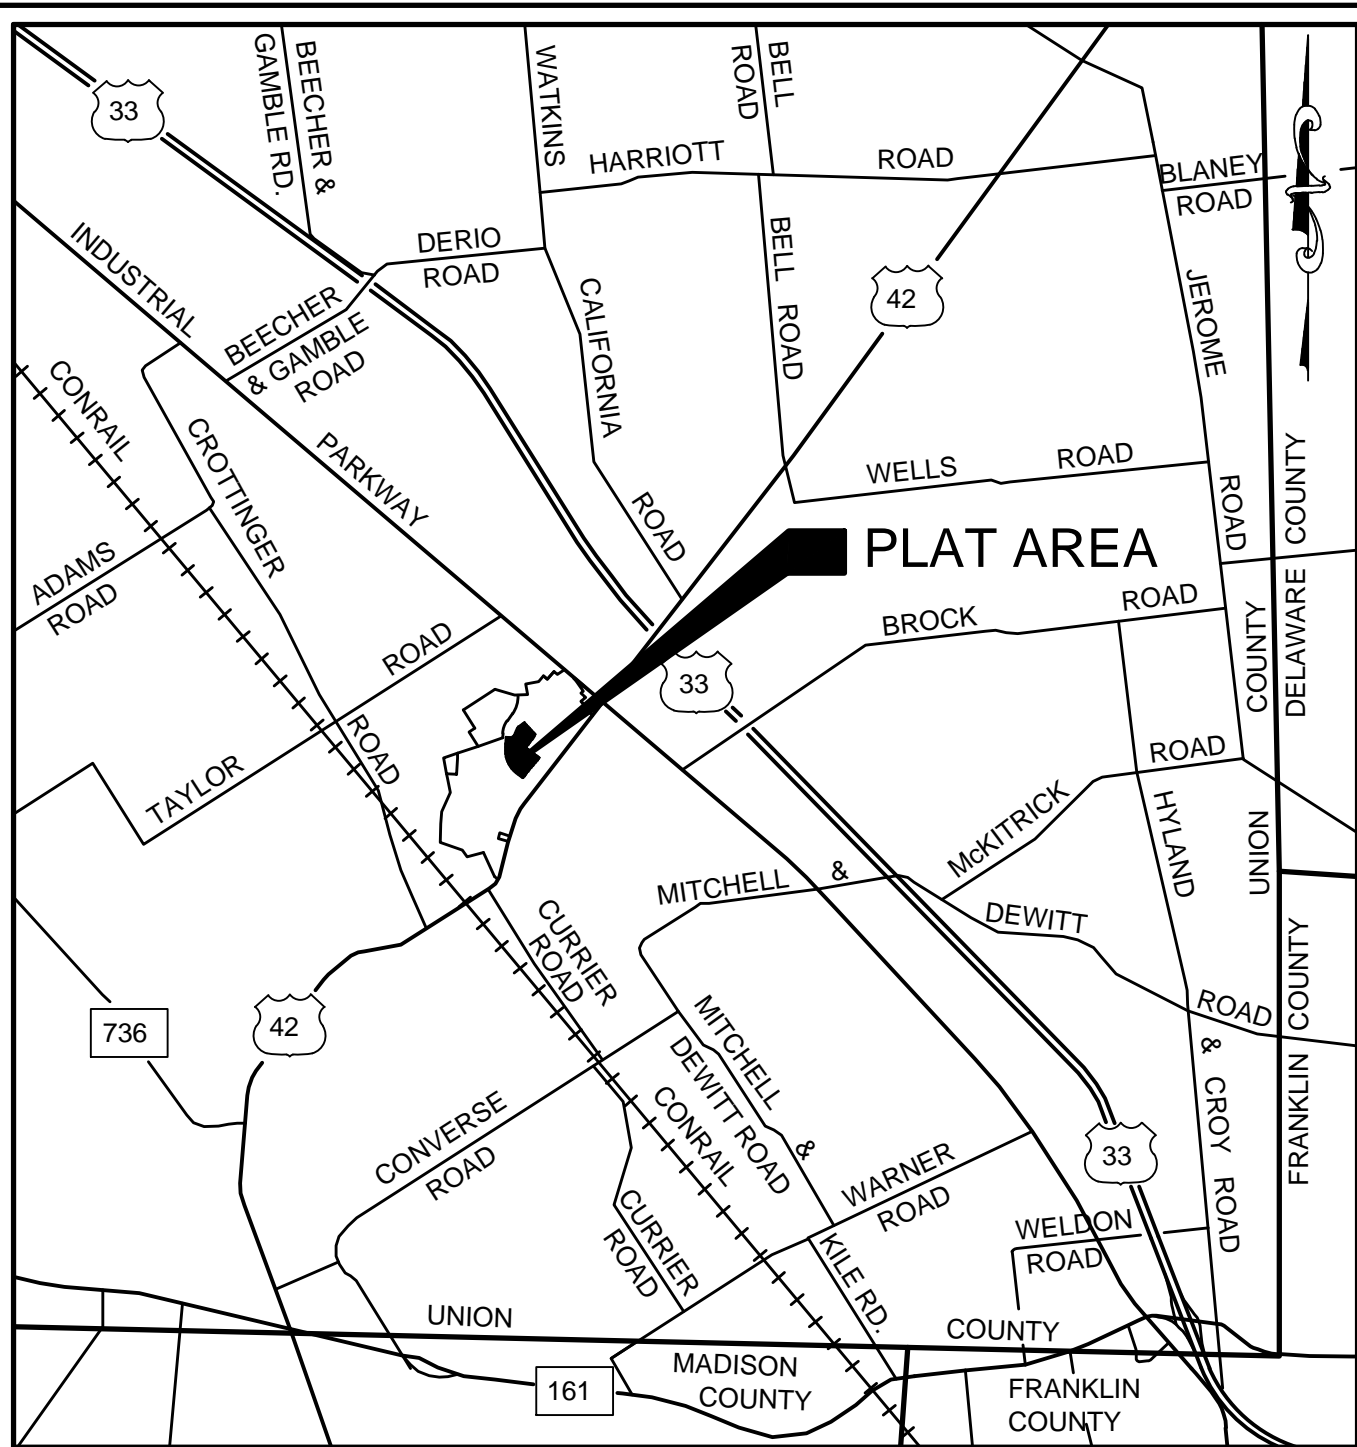 33
BEECHER &
GAMBLE RD.
WATKINS
BELL
ROAD
HARRIOTT ROAD
BLANEY
ROAD
DERIO
ROAD
INDUSTRIAL
PARKWAY
BEECHER
& GAMBLE
ROAD
CALIFORNIA
ROAD
BELL ROAD
42
JEROME
ROAD
CONRAIL
CROTTINGER
ROAD
WELLS ROAD
ADAMS
ROAD
PLAT AREA
DELAWARE COUNTY
UNION COUNTY
BROCK ROAD
TAYLOR ROAD
33
McKITRICK ROAD
HYLAND & CROY ROAD
MITCHELL & DEWITT ROAD
CURRIER
ROAD
FRANKLIN COUNTY
736
42
MITCHELL &
DEWITT ROAD
CONVERSE
ROAD
CONRAIL
33
WARNER
ROAD
CURRIER
ROAD
KILE RD.
WELDON
ROAD
UNION COUNTY
MADISON
COUNTY
161
FRANKLIN
COUNTY